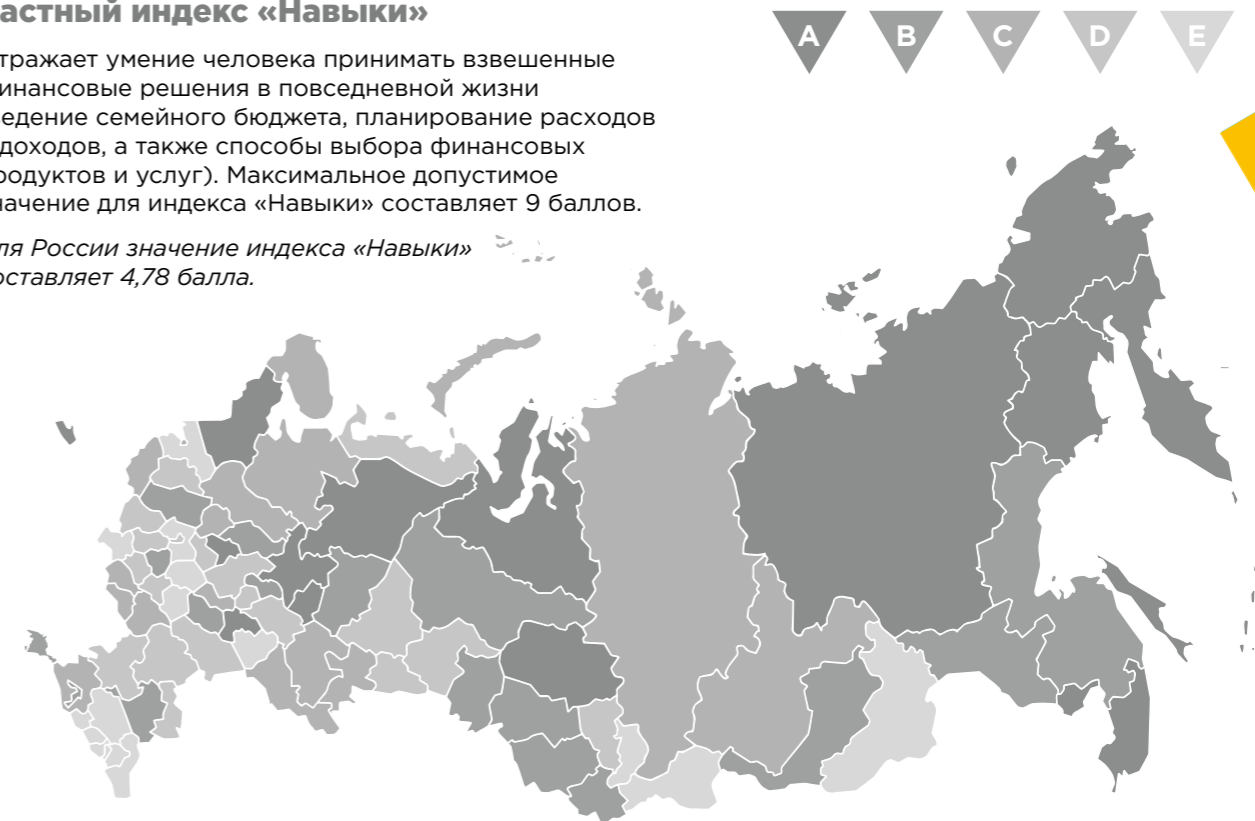 астный индекс «Навыки»
A B C D E
тражает умение человека принимать взвешенные
инансовые решения в повседневной жизни
ведение семейного бюджета, планирование расходов
доходов, а также способы выбора финансовых
родуктов и услуг). Максимальное допустимое
начение для индекса «Навыки» составляет 9 баллов.
ля России значение индекса «Навыки»
оставляет 4,78 балла.